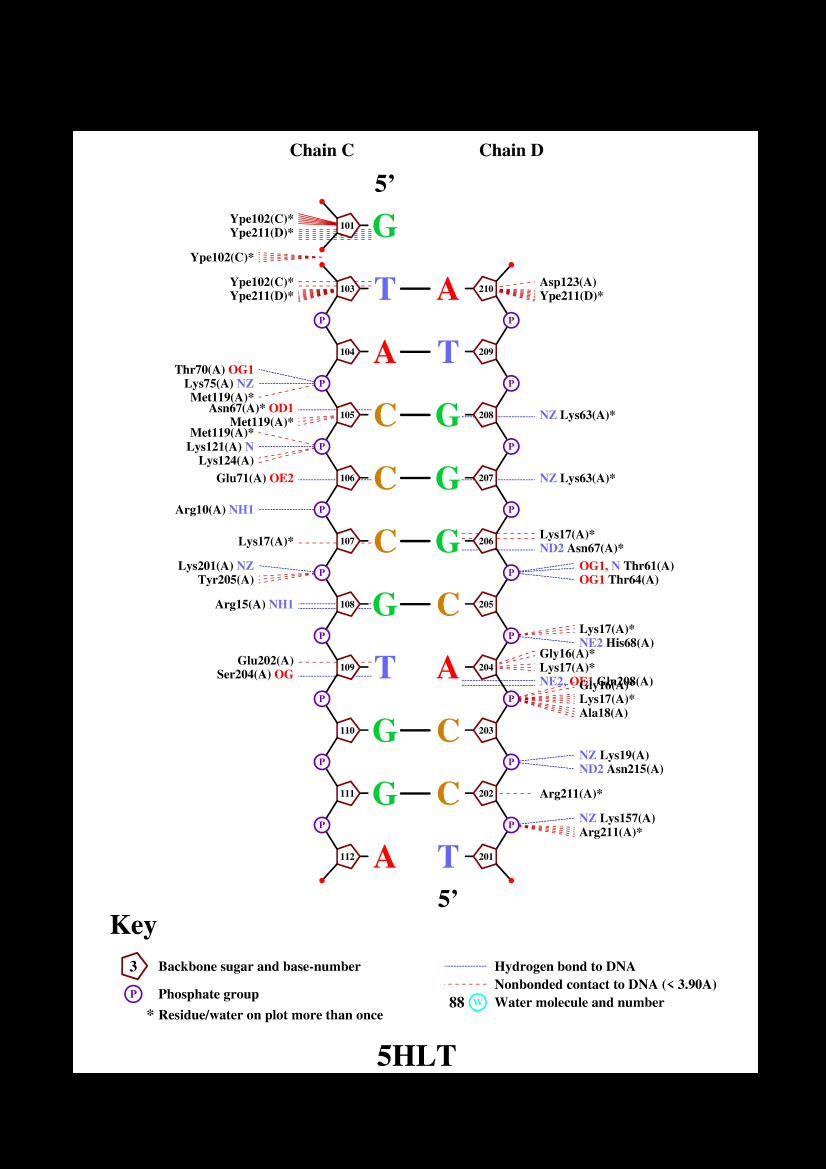 Chain C Chain D
5’
Ype102(C)*
101 G
Ype211(D)*
Ype102(C)*
Ype102(C)* Asp123(A)
103 T A 210
Ype211(D)* Ype211(D)*
P P
104 A T 209
Thr70(A) OG1
Lys75(A) NZ P P
Met119(A)*
Asn67(A)* OD1
105 C G 208 NZ Lys63(A)*
Met119(A)*
Met119(A)*
Lys121(A) N P P
Lys124(A)
Glu71(A) OE2 106 C G 207 NZ Lys63(A)*
Arg10(A) NH1 P P
Lys17(A)*
Lys17(A)* 107 C G 206
ND2 Asn67(A)*
Lys201(A) NZ OG1, N Thr61(A)
P P
Tyr205(A) OG1 Thr64(A)
Arg15(A) NH1 108 G C 205
Lys17(A)*
P P
NE2 His68(A)
Gly16(A)*
Glu202(A) Lys17(A)*
109 T A 204
Ser204(A) OG NE2, OE1 Gln208(A)
Gly16(A)*
P P Lys17(A)*
Ala18(A)
110 G C 203
NZ Lys19(A)
P P
ND2 Asn215(A)
111 G C 202 Arg211(A)*
NZ Lys157(A)
P P
Arg211(A)*
112 A T 201
5’
Key
3 Backbone sugar and base-number Hydrogen bond to DNA
Nonbonded contact to DNA (< 3.90A)
P Phosphate group 88 W Water molecule and number
* Residue/water on plot more than once
5HLT